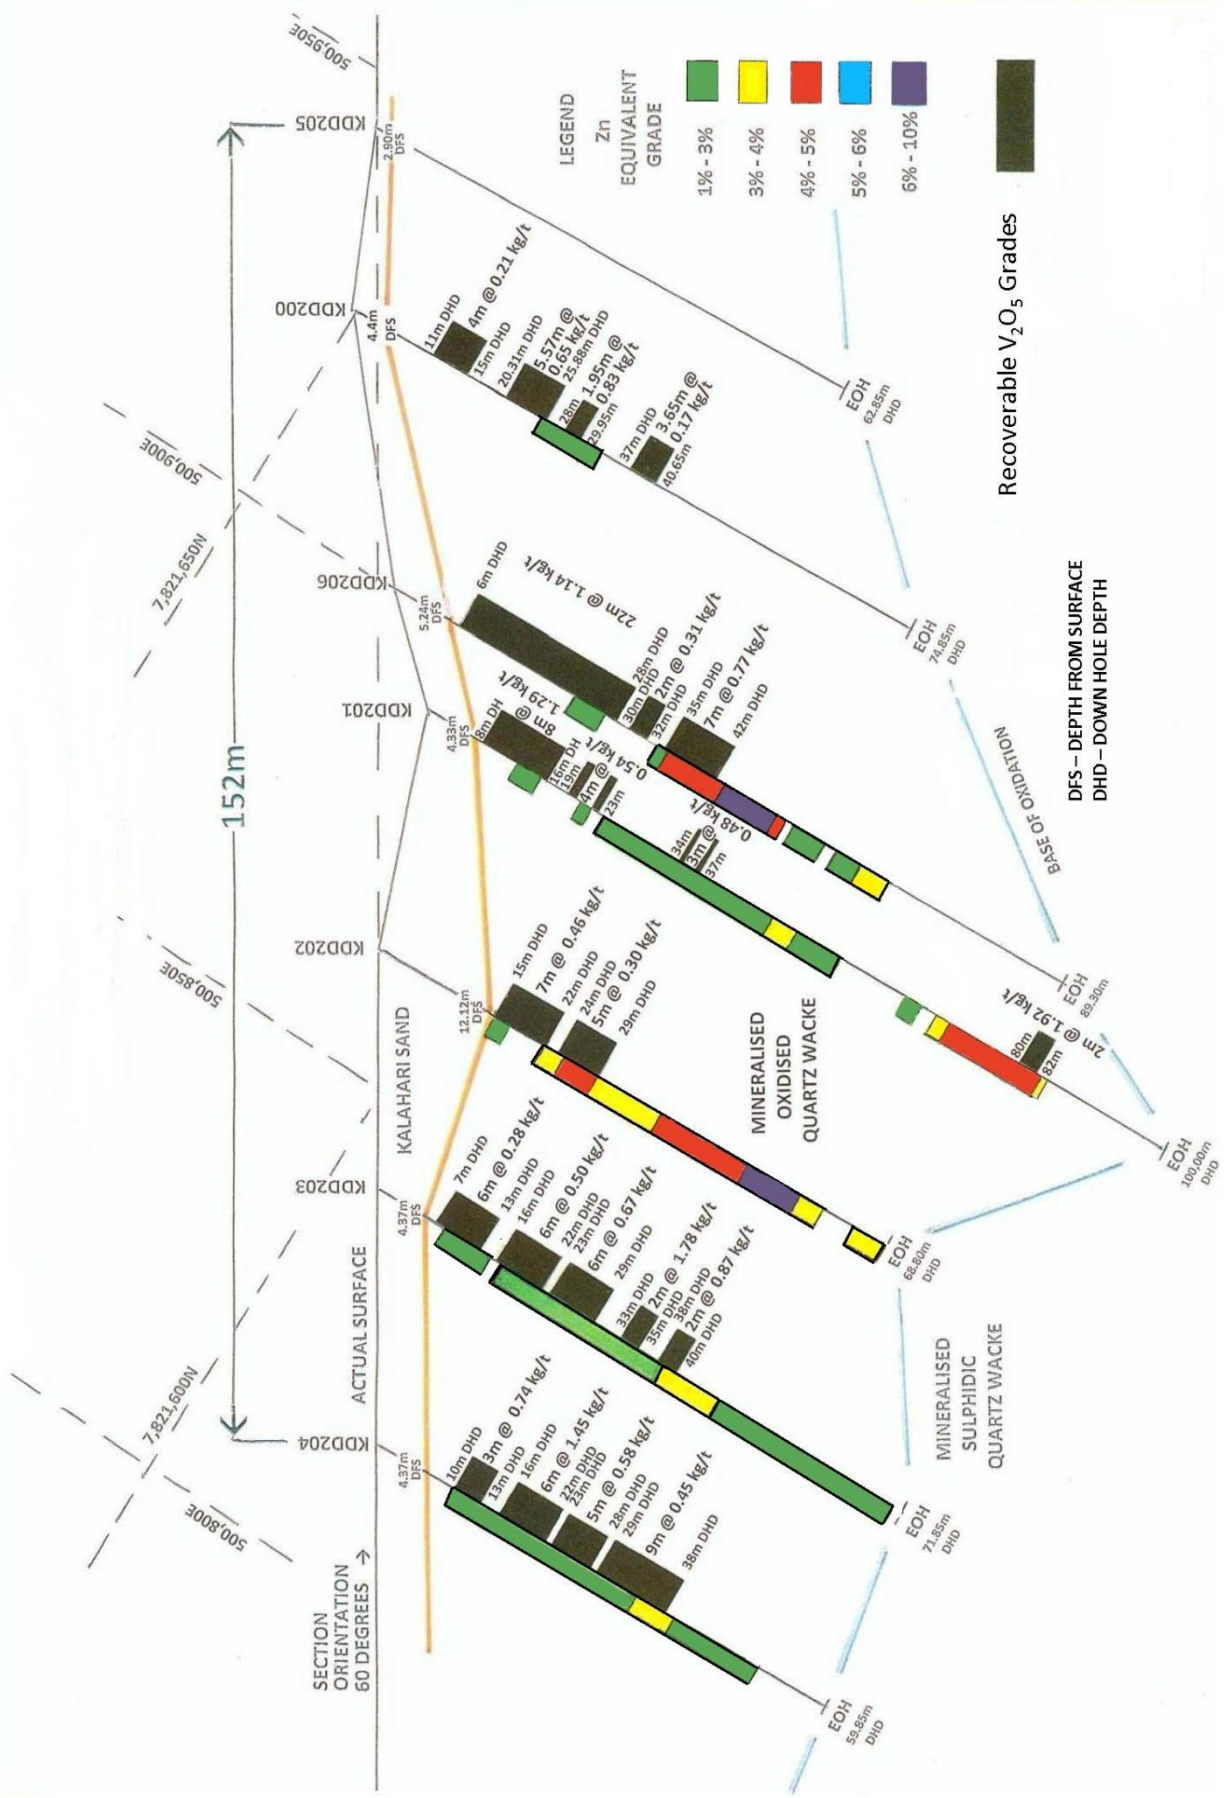 152m
500,800E
7,821,600N
500,850E
7,821,650N
500,900E
500,950E
SECTION
ORIENTATION
60 DEGREES →
ACTUAL SURFACE
KALAHARI SAND
KDD204
4.37m
DFS
10m DHD
3m @ 0.74 kg/t
13m DHD
16m DHD
6m @ 1.45 kg/t
22m DHD
23m DHD
5m @ 0.58 kg/t
28m DHD
29m DHD
9m @ 0.45 kg/t
38m DHD
EOH
59.85m
DHD
KDD203
4.37m
DFS
7m DHD
6m @ 0.28 kg/t
13m DHD
16m DHD
6m @ 0.50 kg/t
22m DHD
23m DHD
6m @ 0.67 kg/t
29m DHD
33m DHD
2m @ 1.78 kg/t
35m DHD
38m DHD
2m @ 0.87 kg/t
40m DHD
EOH
71.85m
DHD
KDD202
12.12m
DFS
15m DHD
7m @ 0.46 kg/t
22m DHD
24m DHD
5m @ 0.30 kg/t
29m DHD
EOH
68.80m
DHD
KDD201
4.33m
DFS
8m DH
8m @
1.29 kg/t
16m DH
19m
4m @
0.54 kg/t
23m
34m
3m @
0.48 kg/t
37m
80m
2m @ 1.92 kg/t
82m
EOH
100.00m
DHD
KDD206
5.24m
DFS
6m DHD
22m @ 1.14 kg/t
28m DHD
30m DHD
2m @ 0.31 kg/t
32m DHD
35m DHD
7m @ 0.77 kg/t
42m DHD
EOH
89.30m
DHD
KDD200
4.4m
DFS
11m DHD
4m @ 0.21 kg/t
15m DHD
20.31m DHD
5.57m @
0.65 kg/t
25.88m DHD
28m
1.95m @
0.83 kg/t
29.95m
37m DHD
3.65m @
0.17 kg/t
40.65m
EOH
74.85m
DHD
KDD205
2.90m
DFS
EOH
62.85m
DHD
MINERALISED
OXIDISED
QUARTZ WACKE
MINERALISED
SULPHIDIC
QUARTZ WACKE
BASE OF OXIDATION
LEGEND
Zn
EQUIVALENT
GRADE
1% - 3%
3% - 4%
4% - 5%
5% - 6%
6% - 10%
Recoverable V₂O₅ Grades
DFS – DEPTH FROM SURFACE
DHD – DOWN HOLE DEPTH